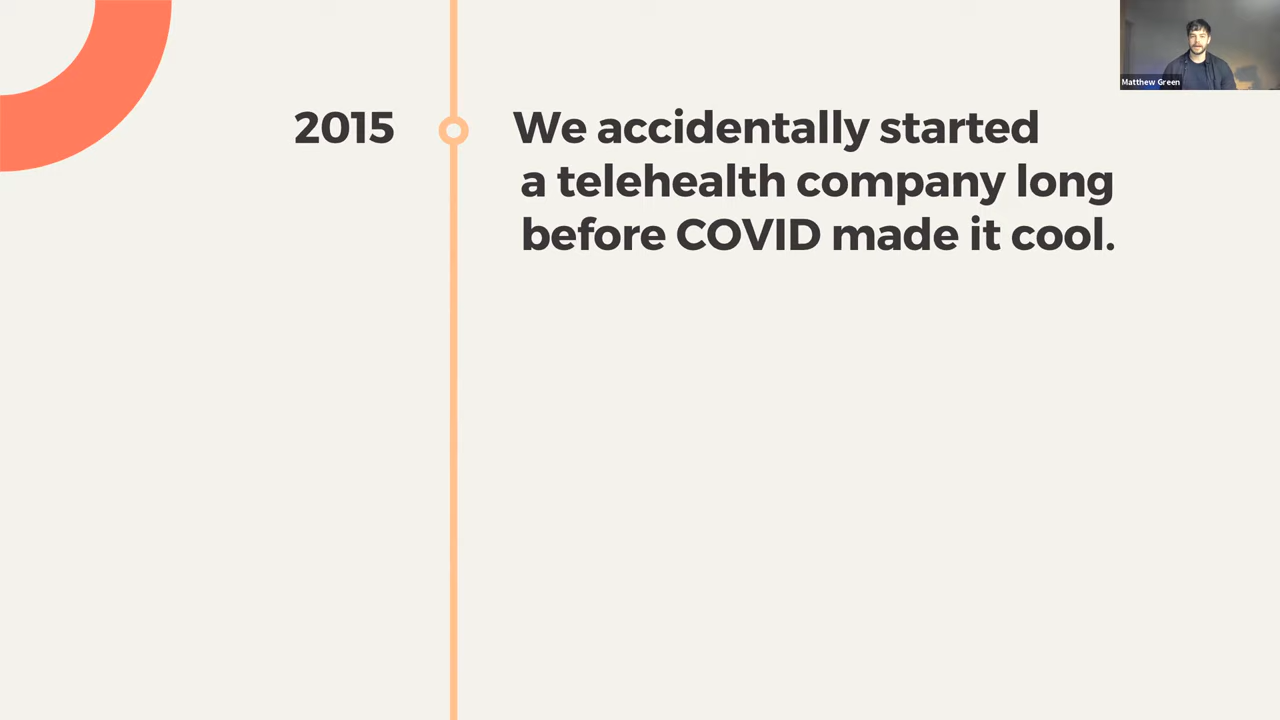 Matthew Green
2015
We accidentally started
a telehealth company long
before COVID made it cool.